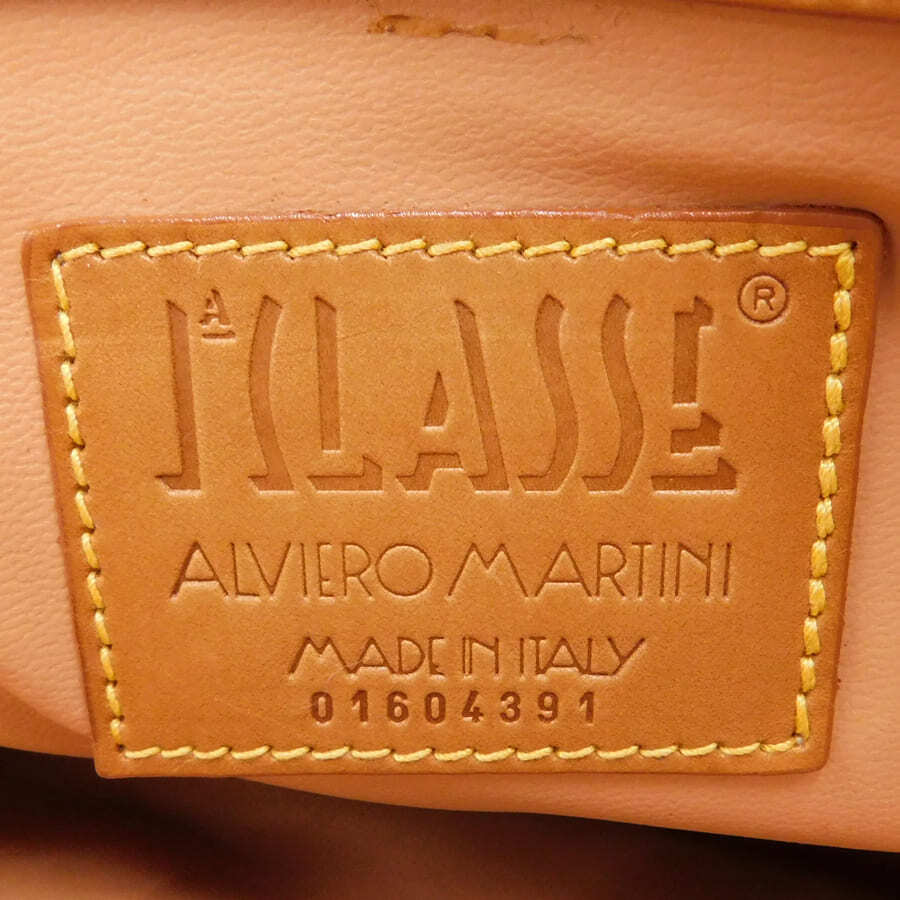 1ᴬ CLASSE ®
ALVIERO MARTINI
MADE IN ITALY
01604391